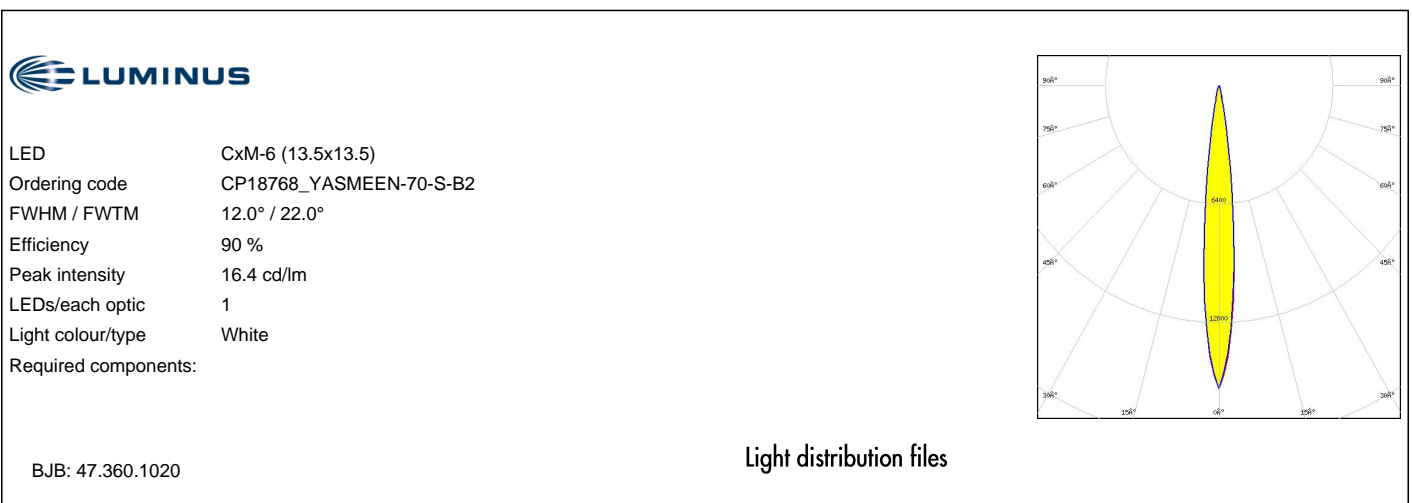 LUMINUS
LED CxM-6 (13.5x13.5)
Ordering code CP18768_YASMEEN-70-S-B2
FWHM / FWTM 12.0° / 22.0°
Efficiency 90 %
Peak intensity 16.4 cd/lm
LEDs/each optic 1
Light colour/type White
Required components:
BJB: 47.360.1020
90Â° 90Â°
75Â° 75Â°
60Â° 60Â°
6400
45Â° 45Â°
12800
30Â° 30Â°
15Â° 0Â° 15Â°
Light distribution files